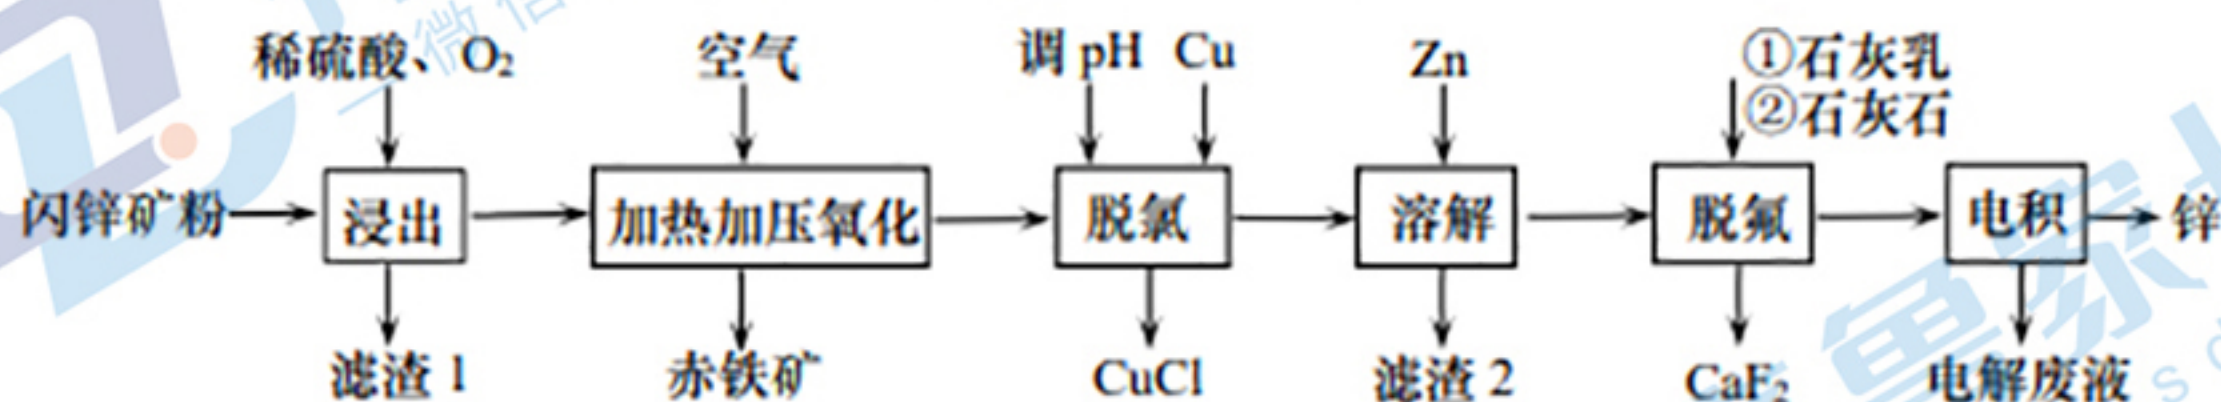 稀硫酸、O₂
空气
调 pH Cu
Zn
①石灰乳
②石灰石
闪锌矿粉
浸出
加热加压氧化
脱氯
溶解
脱氟
电积
锌
滤渣 1
赤铁矿
CuCl
滤渣 2
CaF₂
电解废液
微信